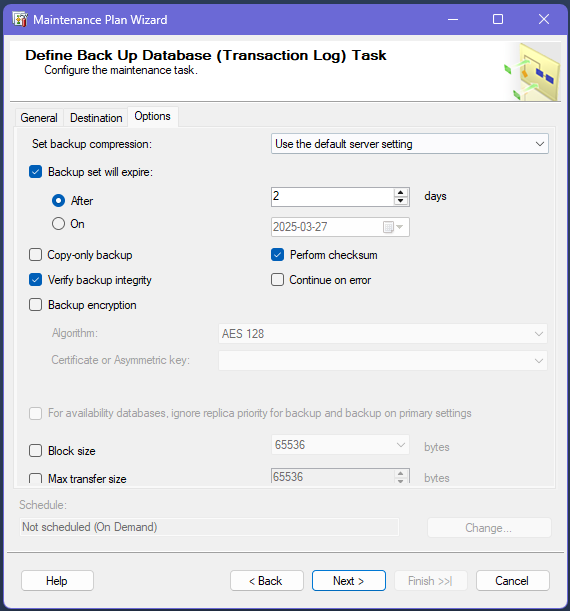 Maintenance Plan Wizard
Define Back Up Database (Transaction Log) Task
Configure the maintenance task.
General Destination Options
Set backup compression: Use the default server setting
Backup set will expire:
After 2 days
On 2025-03-27
Copy-only backup Perform checksum
Verify backup integrity Continue on error
Backup encryption
Algorithm: AES 128
Certificate or Asymmetric key:
For availability databases, ignore replica priority for backup and backup on primary settings
Block size 65536 bytes
Max transfer size 65536 bytes
Schedule:
Not scheduled (On Demand) Change...
Help < Back Next > Finish >>| Cancel